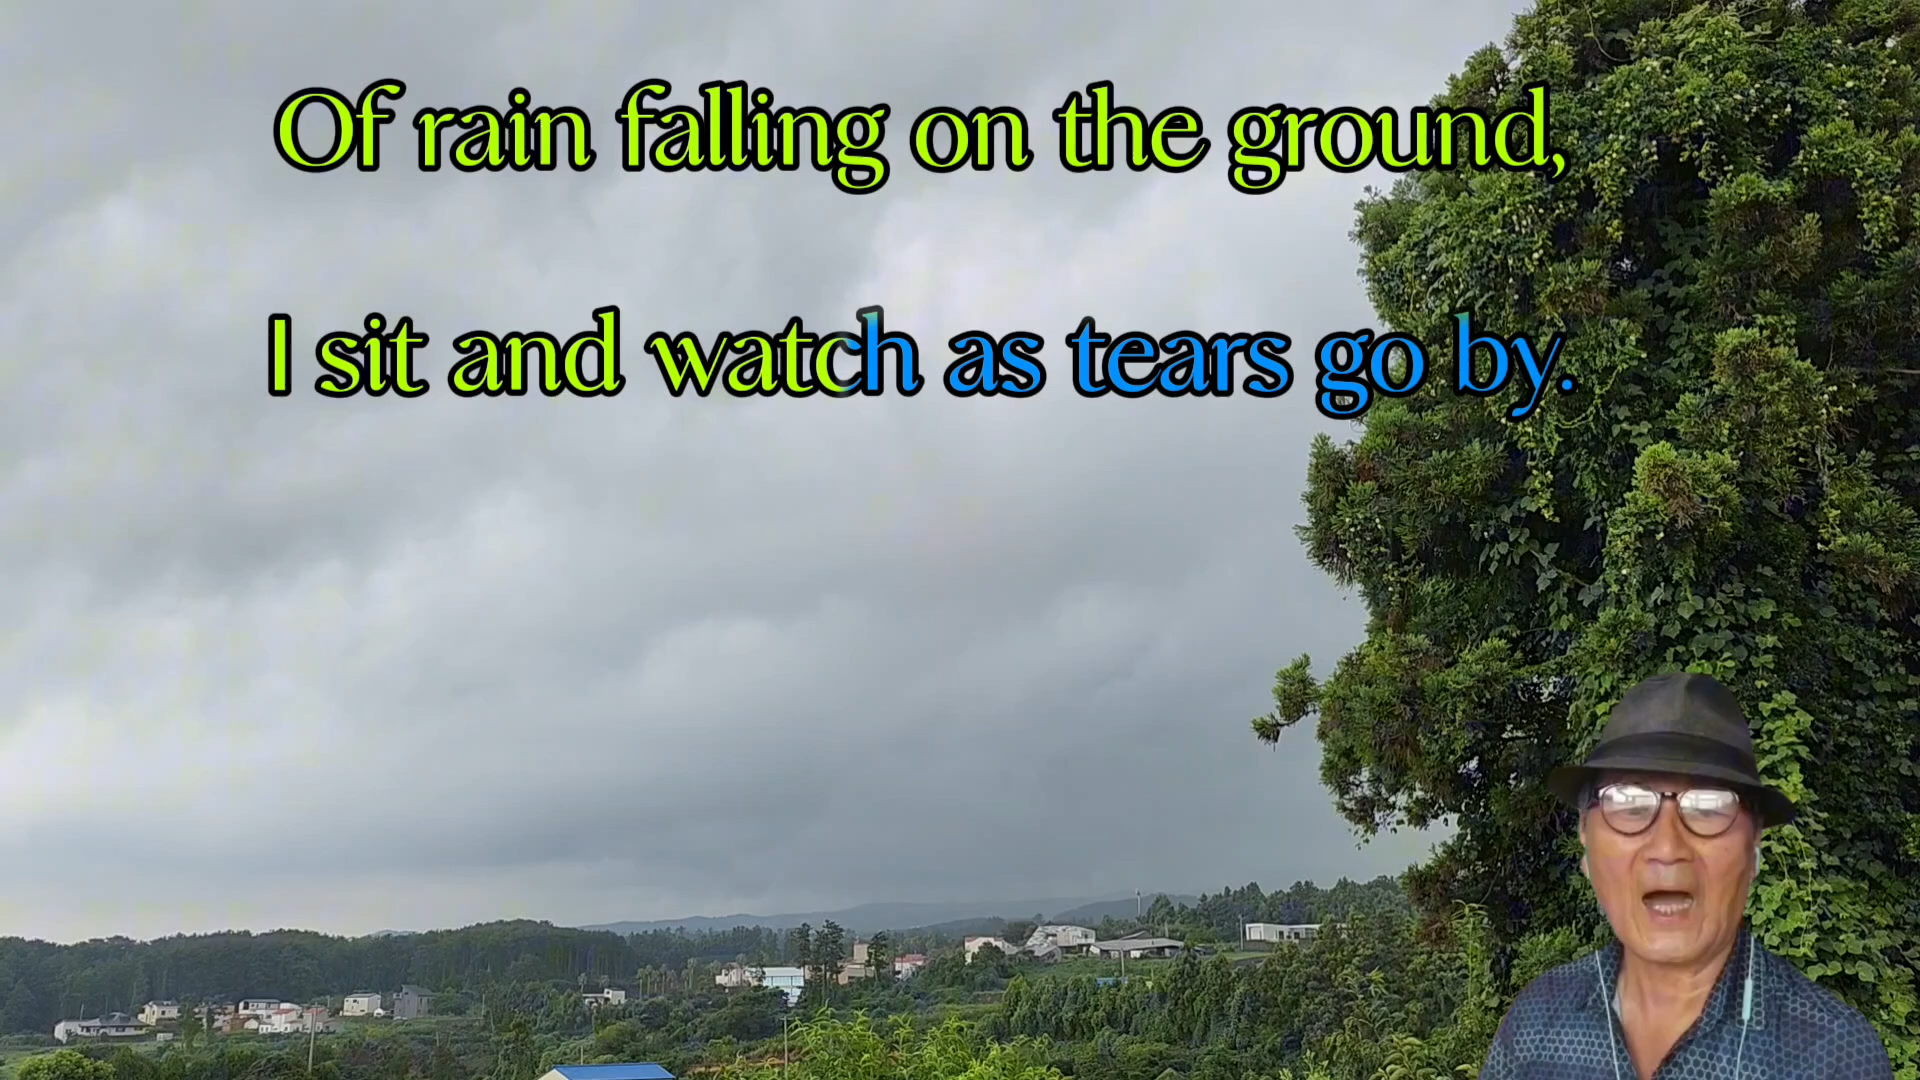 Of rain falling on the ground,
I sit and watch as tears go by.